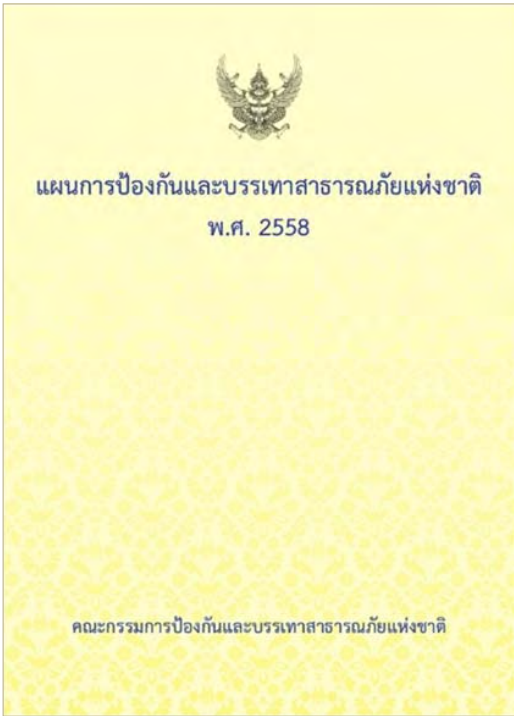 แผนการป้องกันและบรรเทาสาธารณภัยแห่งชาติ
พ.ศ. 2558
คณะกรรมการป้องกันและบรรเทาสาธารณภัยแห่งชาติ